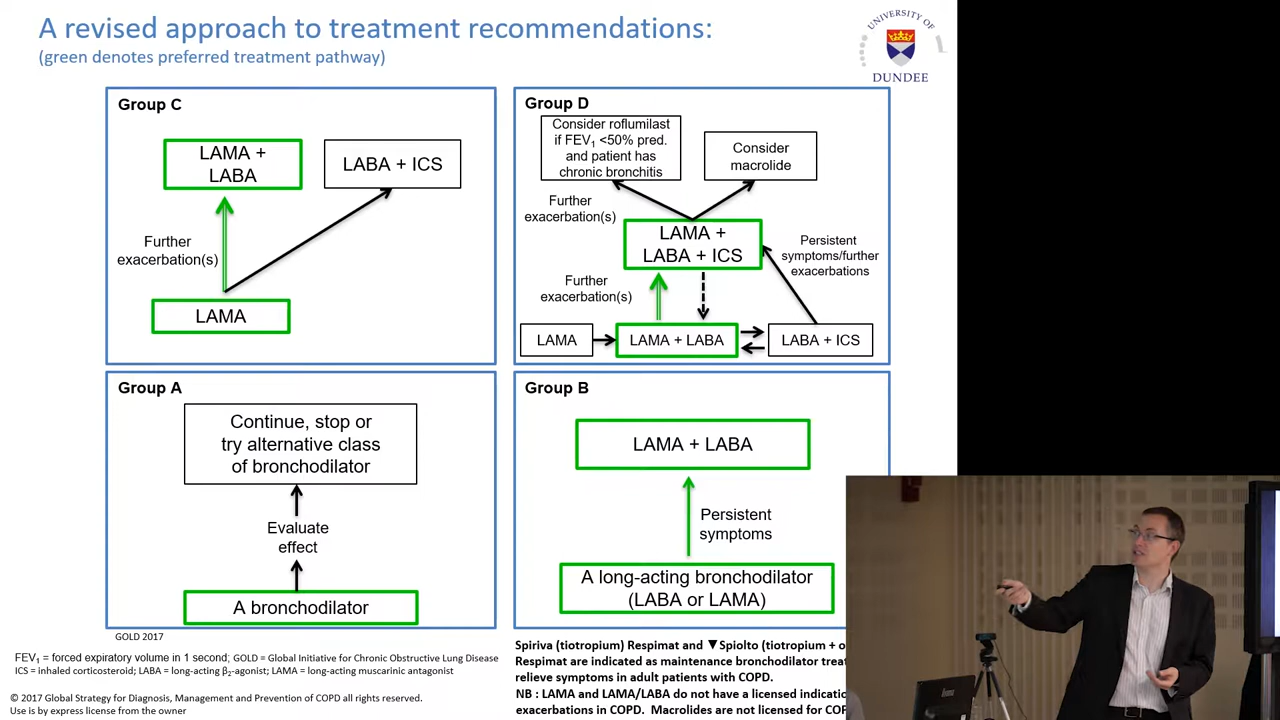 A revised approach to treatment recommendations:
(green denotes preferred treatment pathway)
UNIVERSITY OF
DUNDEE
Group C
LAMA +
LABA
LABA + ICS
Further
exacerbation(s)
LAMA
Group D
Consider roflumilast
if FEV₁ <50% pred.
and patient has
chronic bronchitis
Consider
macrolide
Further
exacerbation(s)
LAMA +
LABA + ICS
Persistent
symptoms/further
exacerbations
Further
exacerbation(s)
LAMA
LAMA + LABA
LABA + ICS
Group A
Continue, stop or
try alternative class
of bronchodilator
Evaluate
effect
A bronchodilator
Group B
LAMA + LABA
Persistent
symptoms
A long-acting bronchodilator
(LABA or LAMA)
GOLD 2017
FEV₁ = forced expiratory volume in 1 second; GOLD = Global Initiative for Chronic Obstructive Lung Disease
ICS = inhaled corticosteroid; LABA = long-acting β₂-agonist; LAMA = long-acting muscarinic antagonist
© 2017 Global Strategy for Diagnosis, Management and Prevention of COPD all rights reserved.
Use is by express license from the owner
Spiriva (tiotropium) Respimat and ▼Spiolto (tiotropium + o
Respimat are indicated as maintenance bronchodilator trea
relieve symptoms in adult patients with COPD.
NB : LAMA and LAMA/LABA do not have a licensed indicatio
exacerbations in COPD. Macrolides are not licensed for COP